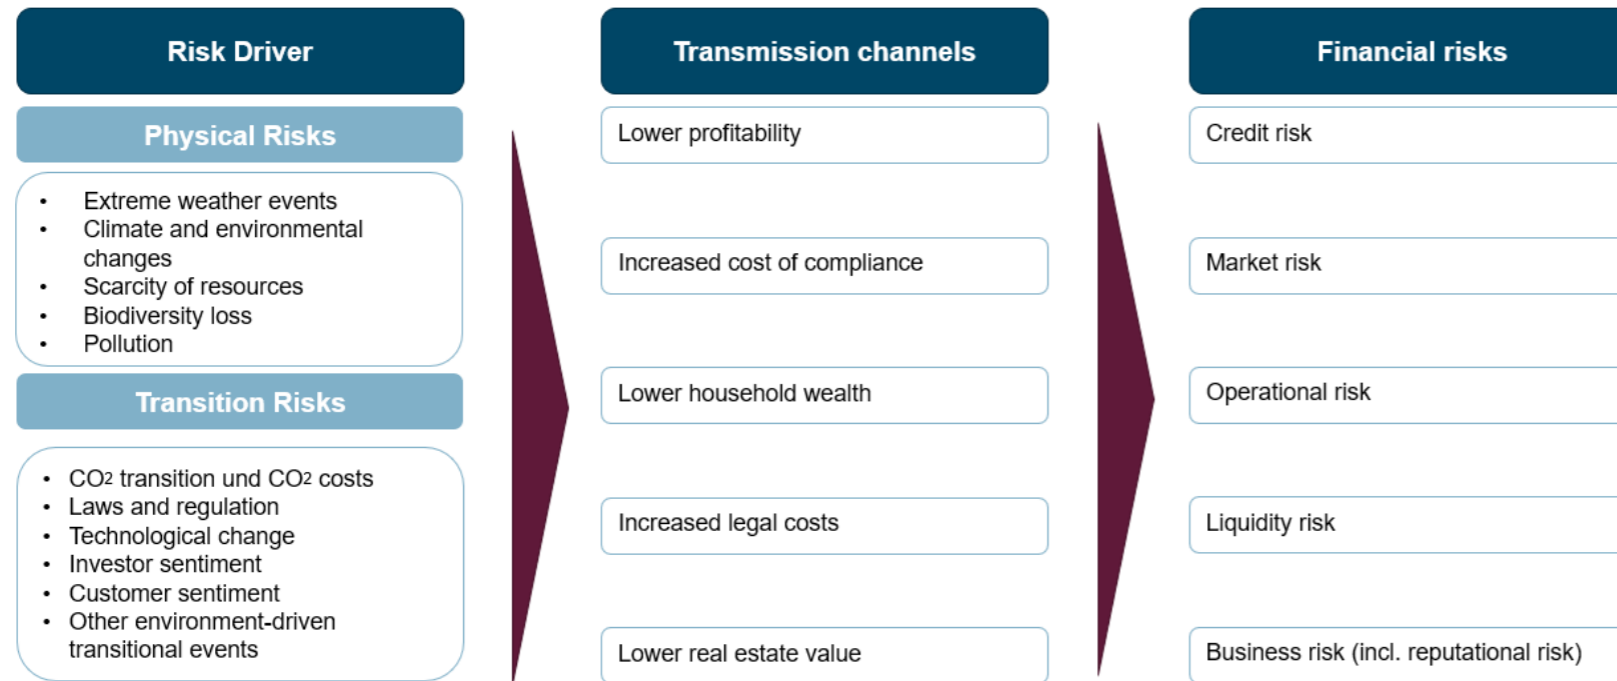 Risk Driver
Physical Risks
• Extreme weather events
• Climate and environmental
changes
• Scarcity of resources
• Biodiversity loss
• Pollution
Transition Risks
• CO2 transition und CO2 costs
• Laws and regulation
• Technological change
• Investor sentiment
• Customer sentiment
• Other environment-driven
transitional events
Transmission channels
Lower profitability
Increased cost of compliance
Lower household wealth
Increased legal costs
Lower real estate value
Financial risks
Credit risk
Market risk
Operational risk
Liquidity risk
Business risk (incl. reputational risk)